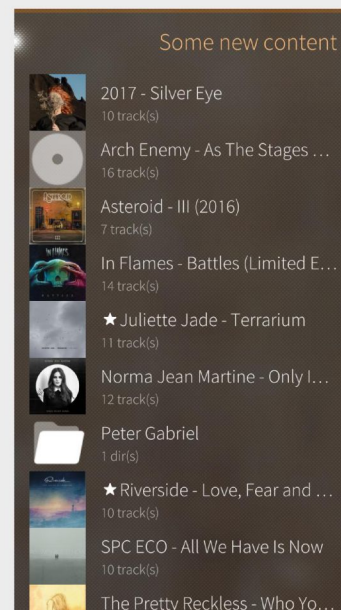 Some new content
2017 - Silver Eye
10 track(s)
Arch Enemy - As The Stages ...
16 track(s)
Asteroid - III (2016)
7 track(s)
In Flames - Battles (Limited E...
14 track(s)
★ Juliette Jade - Terrarium
11 track(s)
Norma Jean Martine - Only I...
12 track(s)
Peter Gabriel
1 dir(s)
★ Riverside - Love, Fear and ...
10 track(s)
SPC ECO - All We Have Is Now
10 track(s)
The Pretty Reckless - Who Yo...